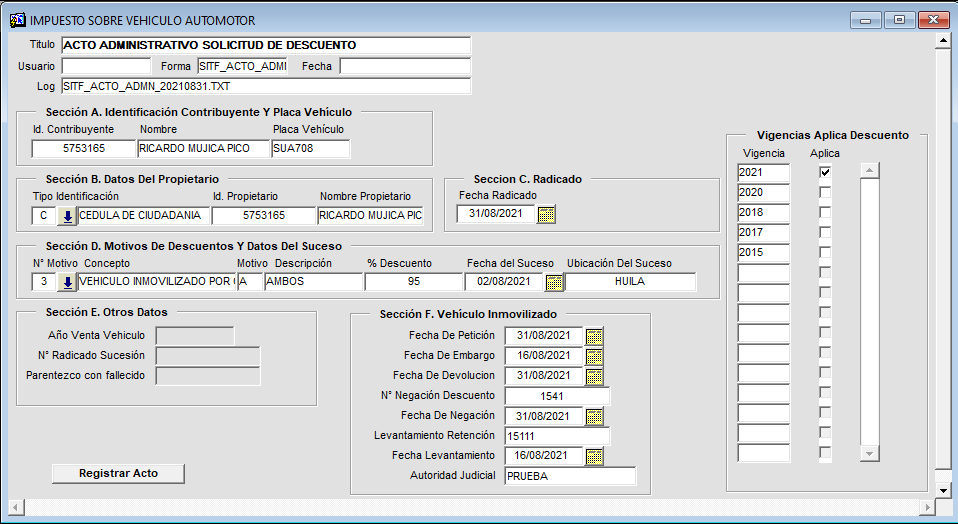 IMPUESTO SOBRE VEHICULO AUTOMOTOR
Titulo ACTO ADMINISTRATIVO SOLICITUD DE DESCUENTO
Usuario Forma SITF_ACTO_ADMI Fecha
Log SITF_ACTO_ADMN_20210831.TXT
Sección A. Identificación Contribuyente Y Placa Vehículo
Id. Contribuyente Nombre Placa Vehículo
5753165 RICARDO MUJICA PICO SUA708
Sección B. Datos Del Propietario
Tipo Identificación Id. Propietario Nombre Propietario
C CEDULA DE CIUDADANIA 5753165 RICARDO MUJICA PIC
Seccion C. Radicado
Fecha Radicado
31/08/2021
Sección D. Motivos De Descuentos Y Datos Del Suceso
N° Motivo Concepto Motivo Descripción % Descuento Fecha del Suceso Ubicación Del Suceso
3 VEHICULO INMOVILIZADO POR A AMBOS 95 02/08/2021 HUILA
Sección E. Otros Datos
Año Venta Vehiculo
N° Radicado Sucesión
Parentezco con fallecido
Sección F. Vehículo Inmovilizado
Fecha De Petición 31/08/2021
Fecha De Embargo 16/08/2021
Fecha De Devolucion 31/08/2021
N° Negación Descuento 1541
Fecha De Negación 31/08/2021
Levantamiento Retención 15111
Fecha Levantamiento 16/08/2021
Autoridad Judicial PRUEBA
Registrar Acto
Vigencias Aplica Descuento
Vigencia Aplica
2021
2020
2018
2017
2015